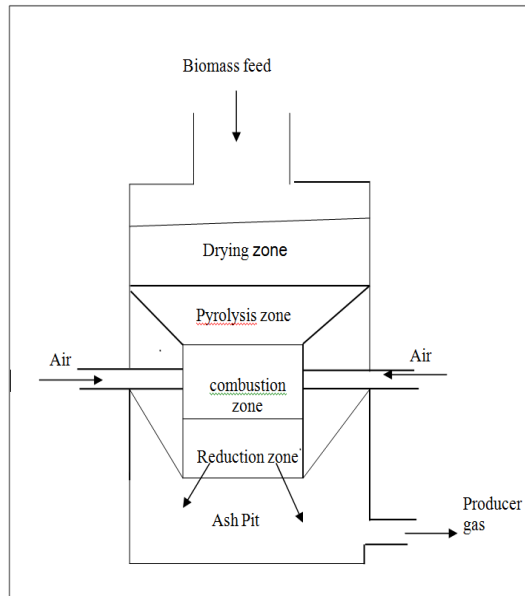 Biomass feed
Drying zone
Pyrolysis zone
Air
Air
combustion
zone
Reduction zone
Ash Pit
Producer
gas